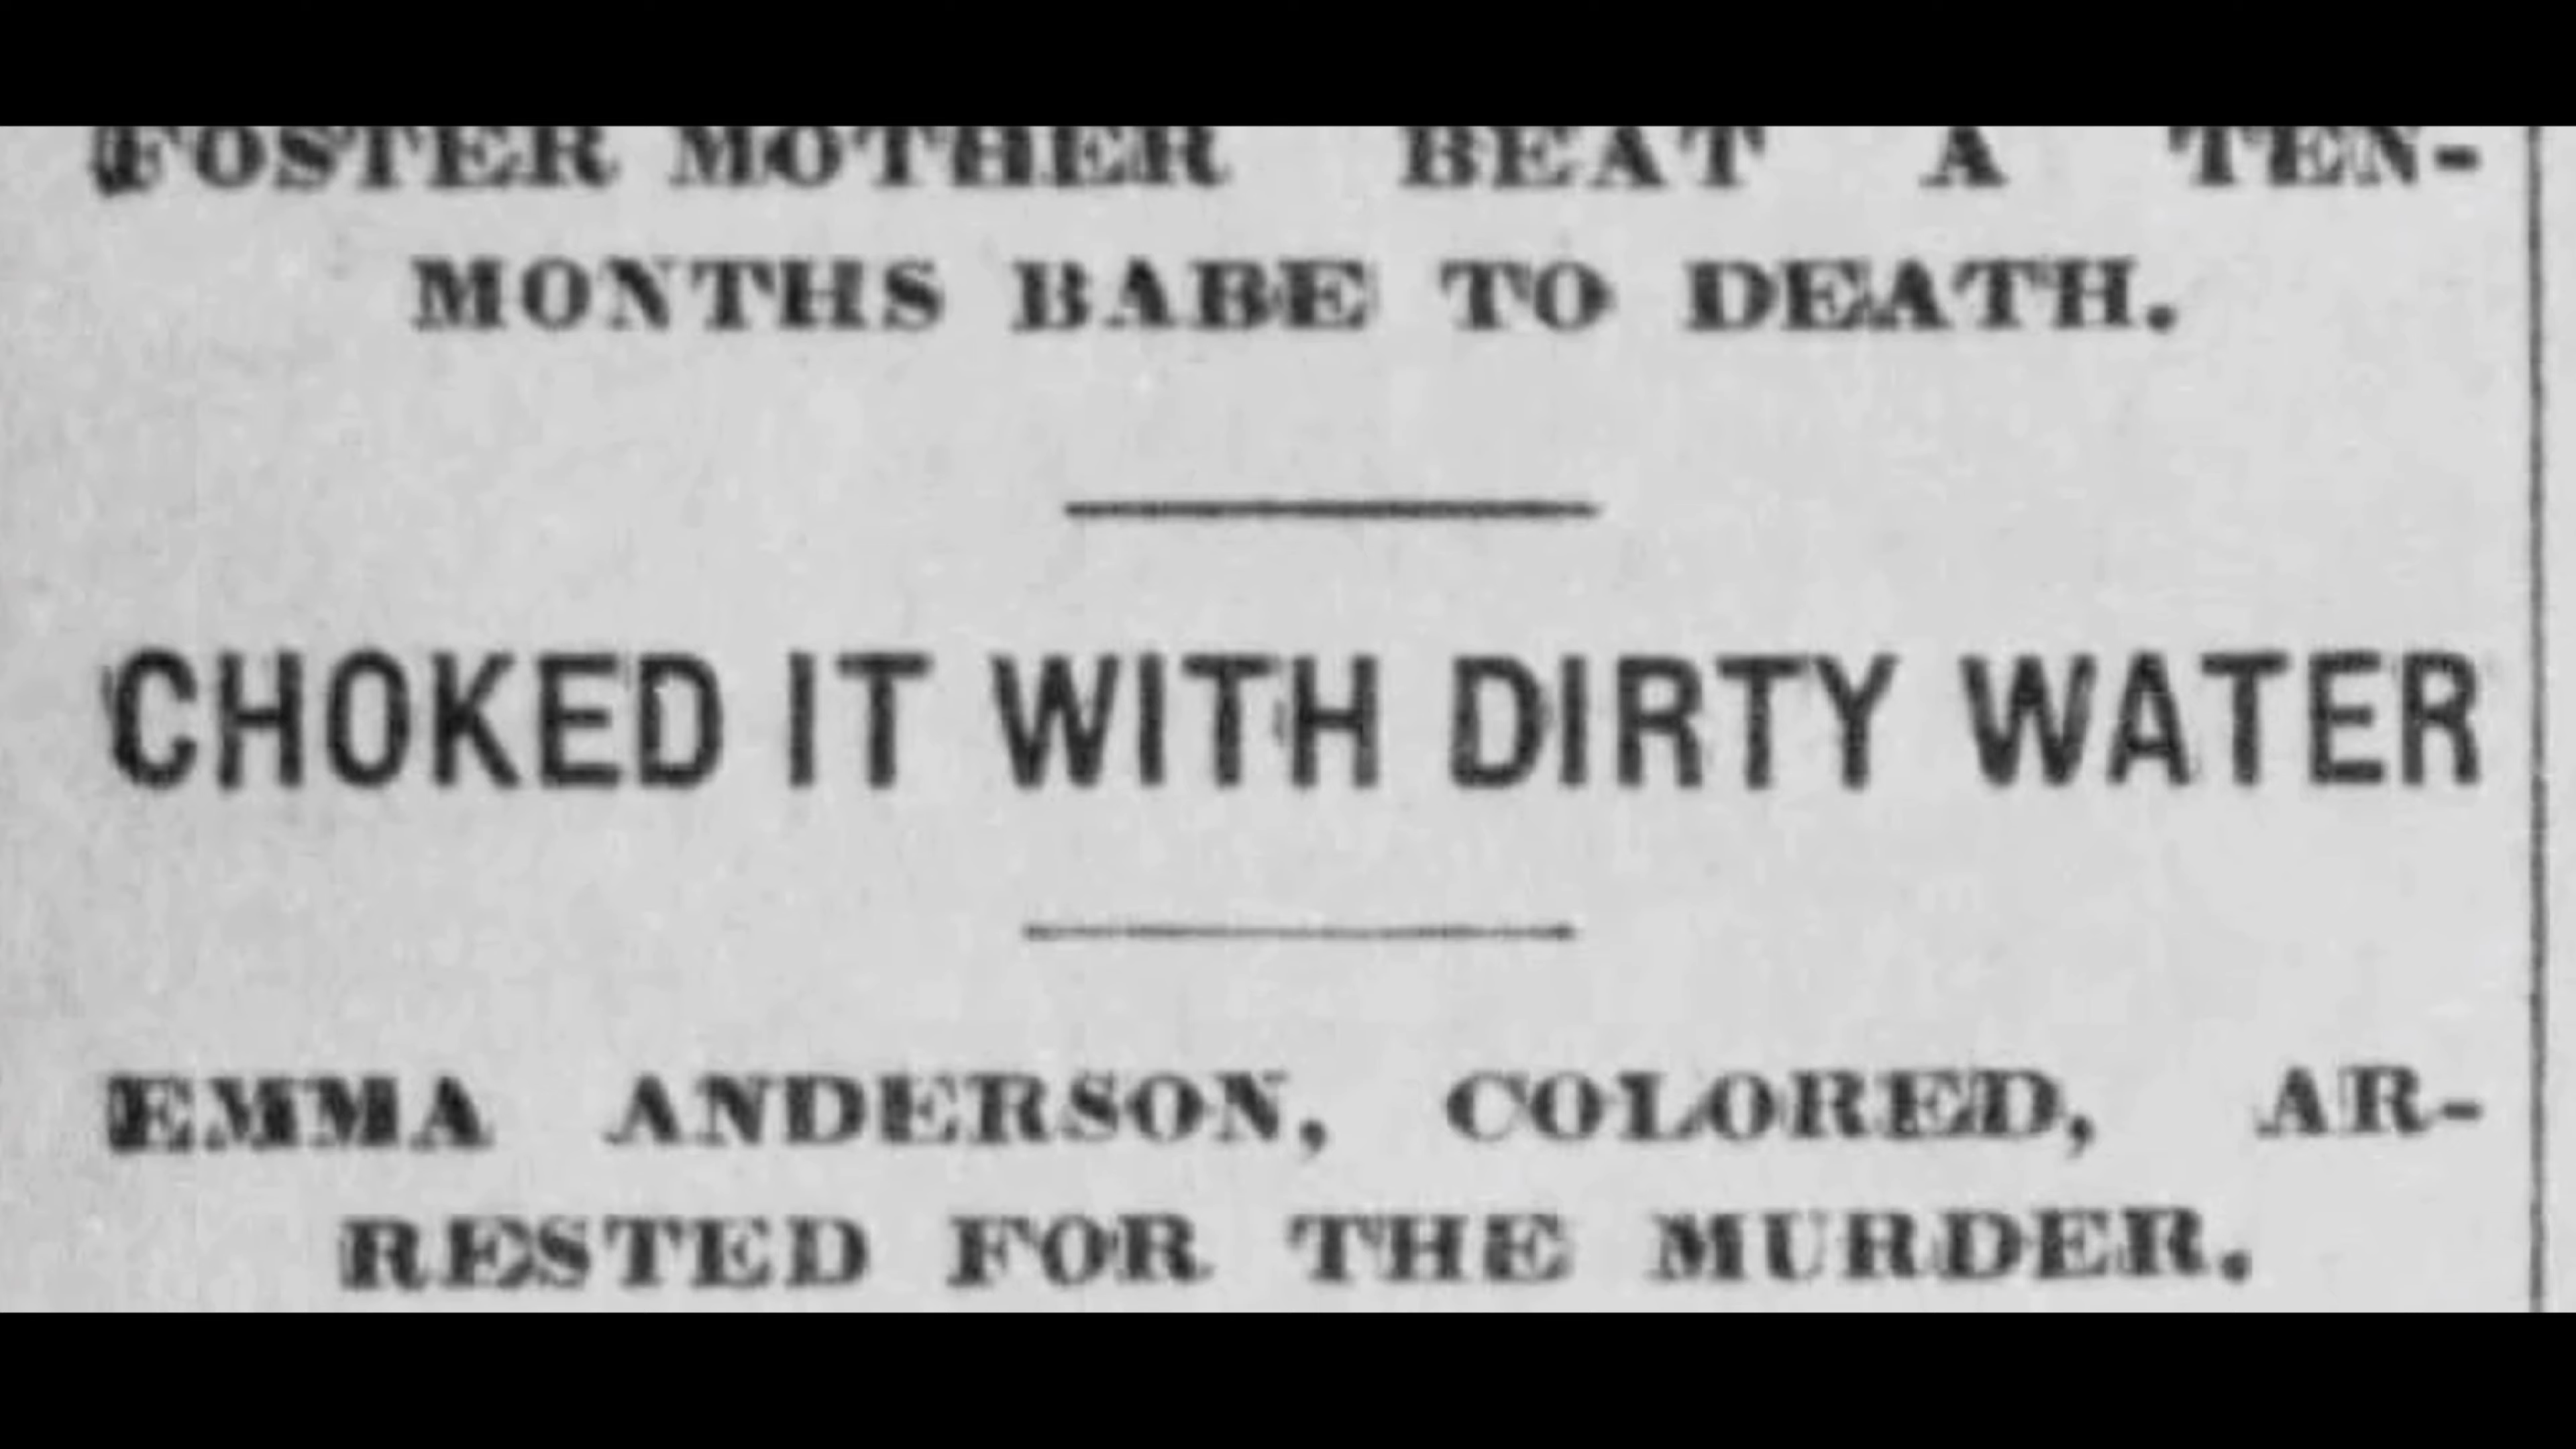 FOSTER MOTHER BEAT A TEN-
MONTHS BABE TO DEATH.
CHOKED IT WITH DIRTY WATER
EMMA ANDERSON, COLORED, AR-
RESTED FOR THE MURDER.